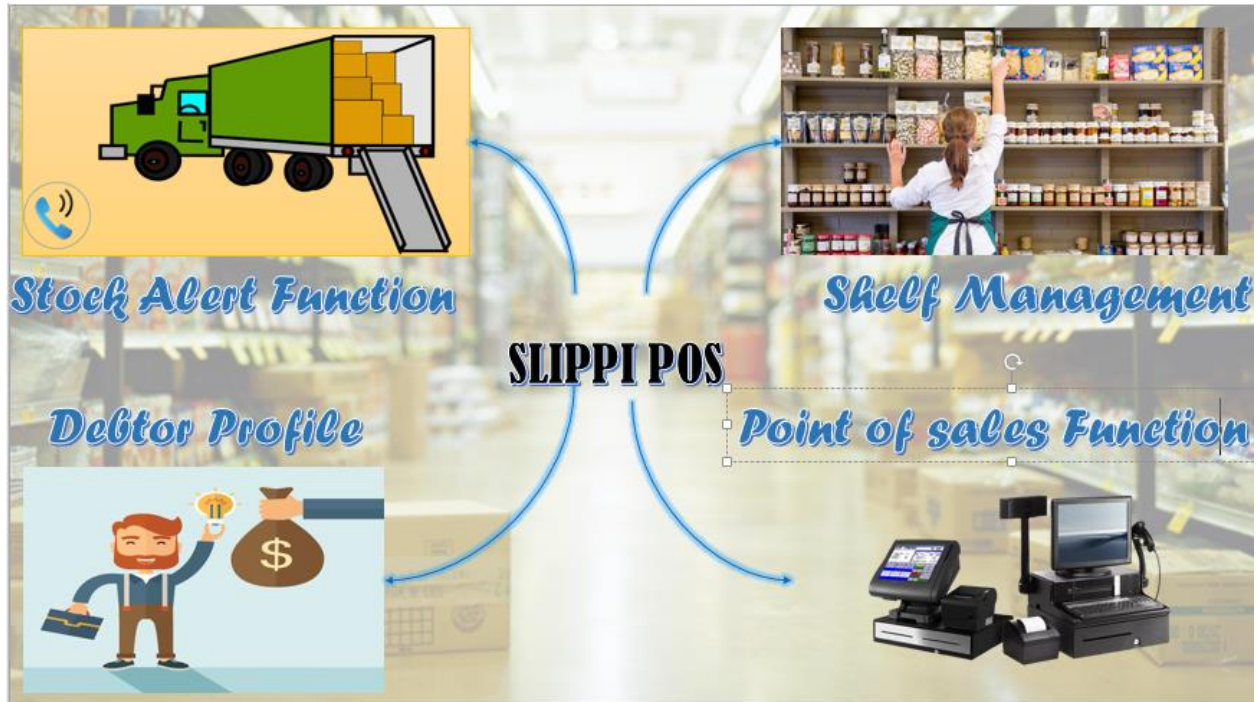 Stock Alert Function
Shelf Management
SLIPPI POS
Debtor Profile
Point of sales Function
$